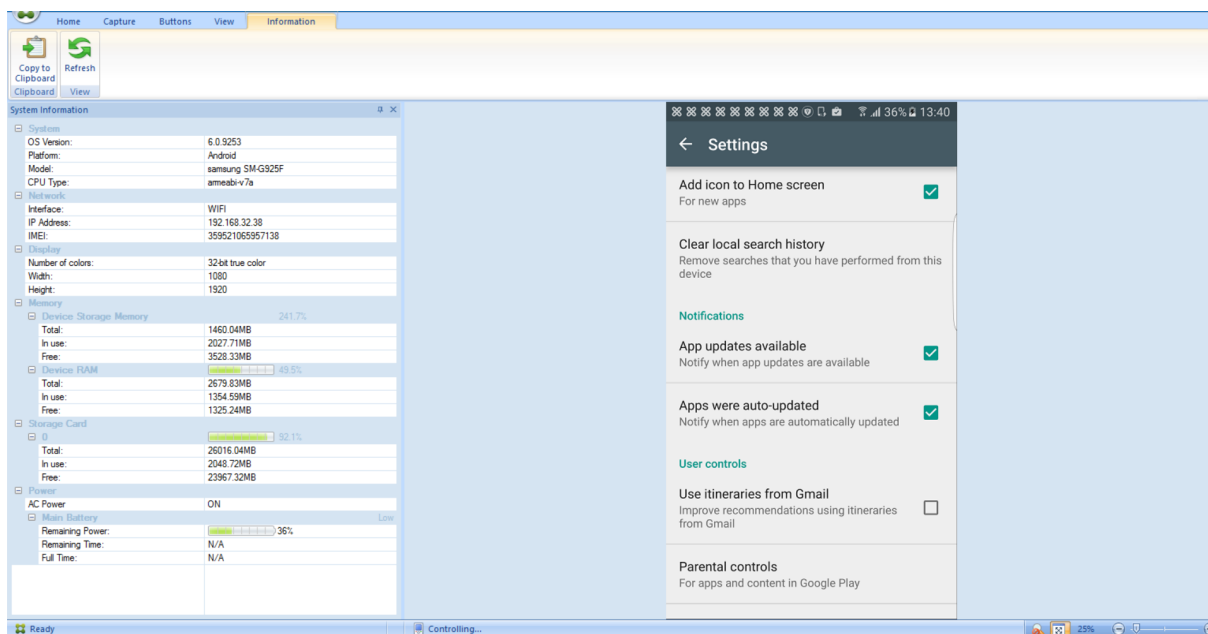 Home Capture Buttons View Information
Copy to Clipboard
Refresh
Clipboard View
System Information
System
OS Version: 6.0.9253
Platform: Android
Model: samsung SM-G925F
CPU Type: armeabi-v7a
Network
Interface: WIFI
IP Address: 192.168.32.38
IMEI: 359521065957138
Display
Number of colors: 32-bit true color
Width: 1080
Height: 1920
Memory
Device Storage Memory 241.7%
Total: 1460.04MB
In use: 2027.71MB
Free: 3528.33MB
Device RAM 49.5%
Total: 2679.83MB
In use: 1354.59MB
Free: 1325.24MB
Storage Card
0 92.1%
Total: 26016.04MB
In use: 2048.72MB
Free: 23967.32MB
Power
AC Power ON
Main Battery Low
Remaining Power: 36%
Remaining Time: N/A
Full Time: N/A
Ready
36% 13:40
Settings
Add icon to Home screen
For new apps
Clear local search history
Remove searches that you have performed from this
device
Notifications
App updates available
Notify when app updates are available
Apps were auto-updated
Notify when apps are automatically updated
User controls
Use itineraries from Gmail
Improve recommendations using itineraries
from Gmail
Parental controls
For apps and content in Google Play
Controlling...
25%